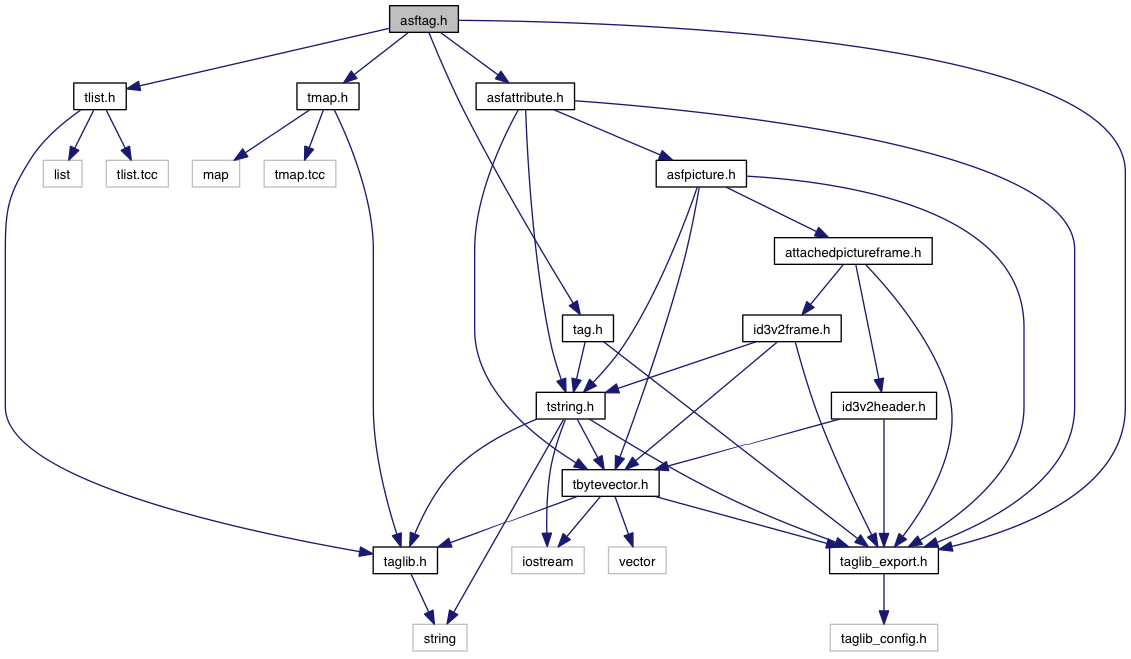 asftag.h
tlist.h
tmap.h
asfattribute.h
list
tlist.tcc
map
tmap.tcc
asfpicture.h
attachedpictureframe.h
tag.h
id3v2frame.h
tstring.h
id3v2header.h
tbytevector.h
taglib.h
iostream
vector
taglib_export.h
string
taglib_config.h